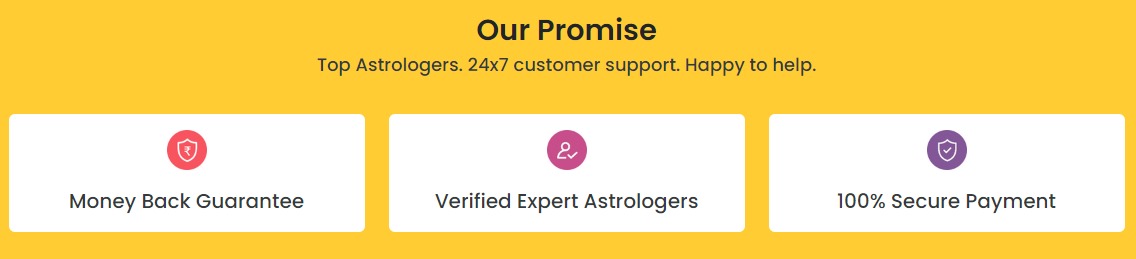 Our Promise
Top Astrologers. 24x7 customer support. Happy to help.
₹
Money Back Guarantee
Verified Expert Astrologers
100% Secure Payment